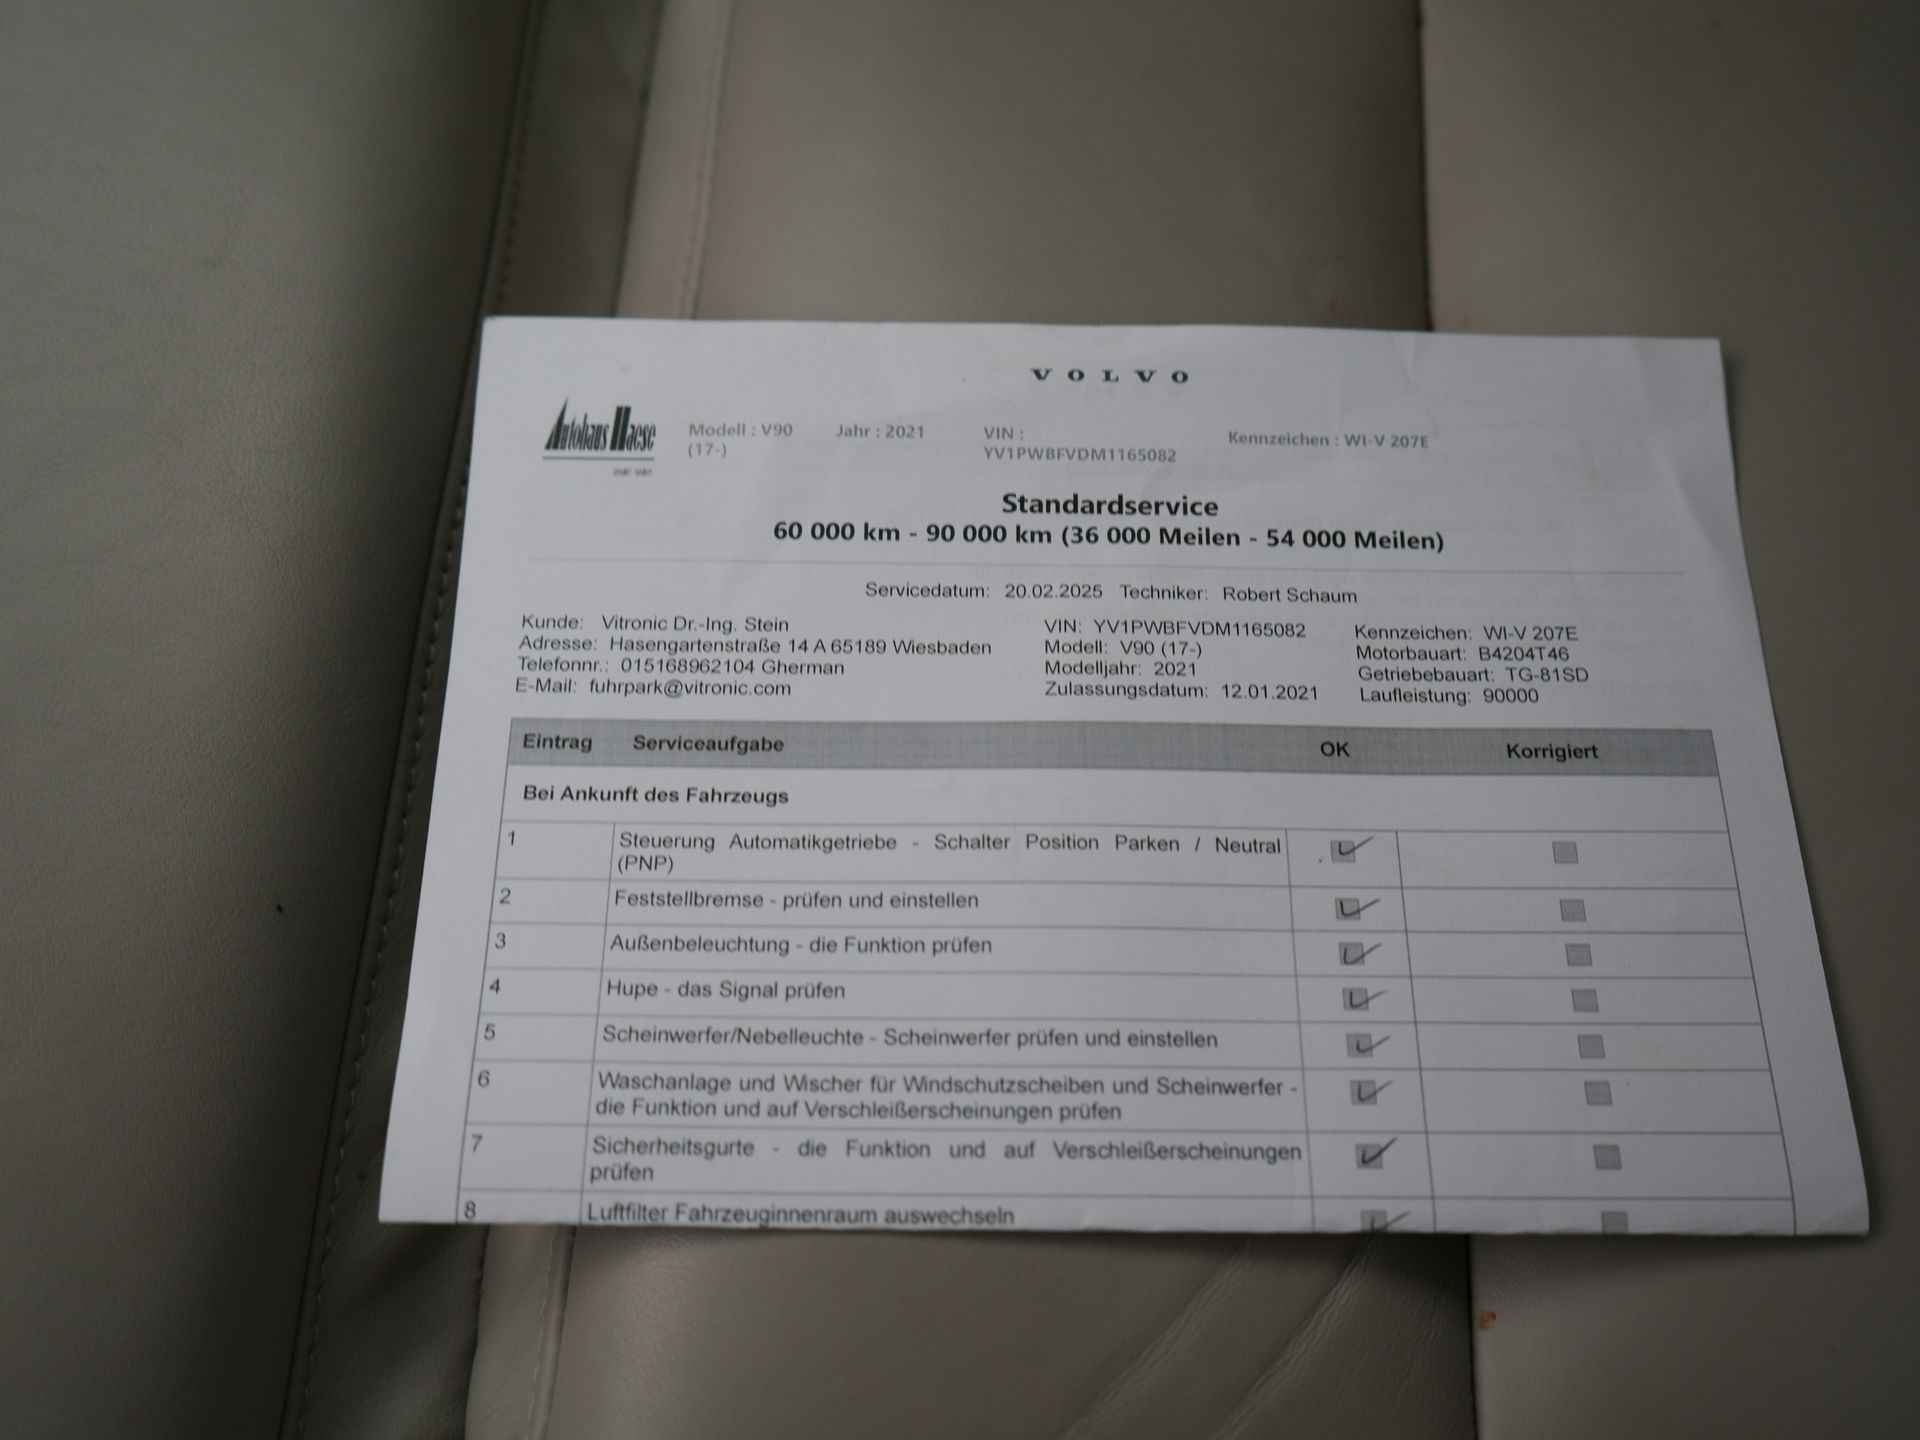 VOLVO
Autohaus Haese
Modell : V90
(17-)
Jahr : 2021
VIN :
YV1PWBFVDM1165082
Kennzeichen : WI-V 207E
Standardservice
60 000 km - 90 000 km (36 000 Meilen - 54 000 Meilen)
Servicedatum: 20.02.2025 Techniker: Robert Schaum
Kunde: Vitronic Dr.-Ing. Stein
Adresse: Hasengartenstraße 14 A 65189 Wiesbaden
Telefonnr.: 015168962104 Gherman
E-Mail: fuhrpark@vitronic.com
VIN: YV1PWBFVDM1165082
Modell: V90 (17-)
Modelljahr: 2021
Zulassungsdatum: 12.01.2021
Kennzeichen: WI-V 207E
Motorbauart: B4204T46
Getriebebauart: TG-81SD
Laufleistung: 90000
Eintrag Serviceaufgabe OK Korrigiert
Bei Ankunft des Fahrzeugs
1 Steuerung Automatikgetriebe - Schalter Position Parken / Neutral
(PNP)
2 Feststellbremse - prüfen und einstellen
3 Außenbeleuchtung - die Funktion prüfen
4 Hupe - das Signal prüfen
5 Scheinwerfer/Nebelleuchte - Scheinwerfer prüfen und einstellen
6 Waschanlage und Wischer für Windschutzscheiben und Scheinwerfer -
die Funktion und auf Verschleißerscheinungen prüfen
7 Sicherheitsgurte - die Funktion und auf Verschleißerscheinungen
prüfen
8 Luftfilter Fahrzeuginnenraum auswechseln